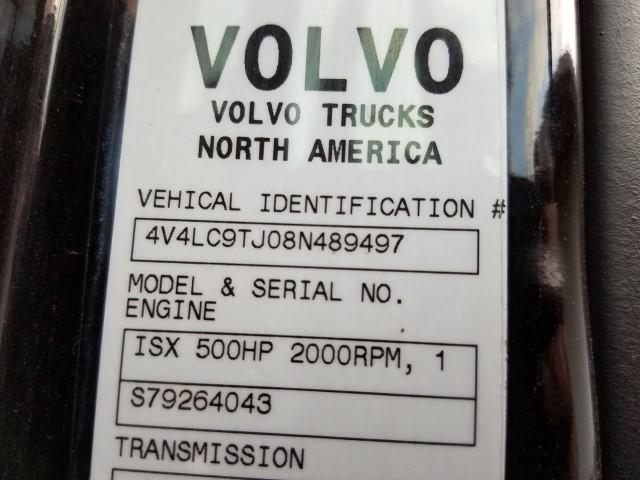 VOLVO
VOLVO TRUCKS
NORTH AMERICA
VEHICAL IDENTIFICATION #
4V4LC9TJ08N489497
MODEL & SERIAL NO.
ENGINE
ISX 500HP 2000RPM, 1
S79264043
TRANSMISSION